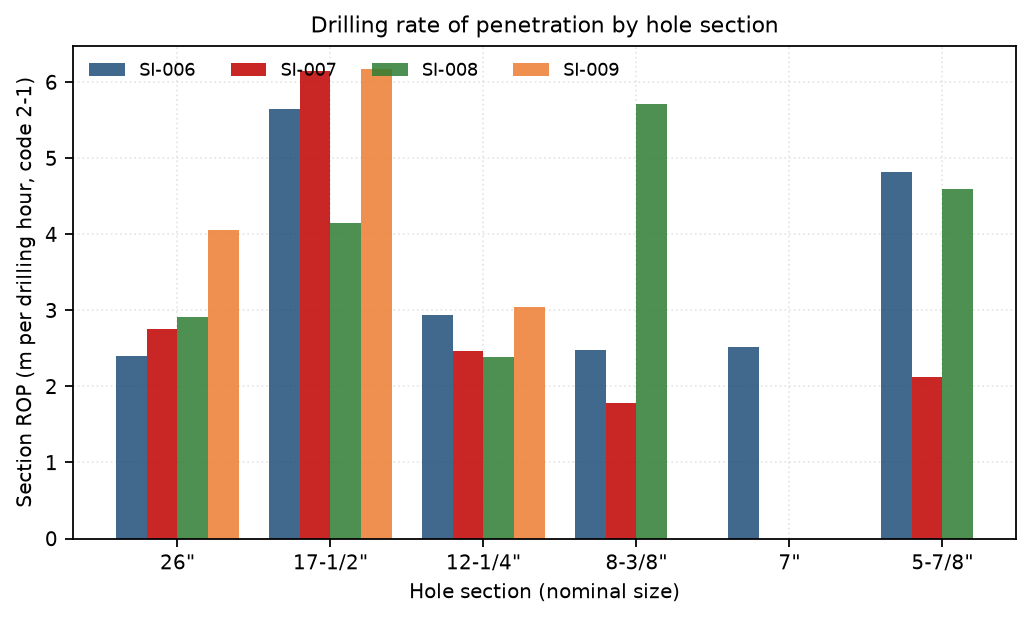 Drilling rate of penetration by hole section
SI-006 SI-007 SI-008 SI-009
Section ROP (m per drilling hour, code 2-1)
6
5
4
3
2
1
0
26" 17-1/2" 12-1/4" 8-3/8" 7" 5-7/8"
Hole section (nominal size)